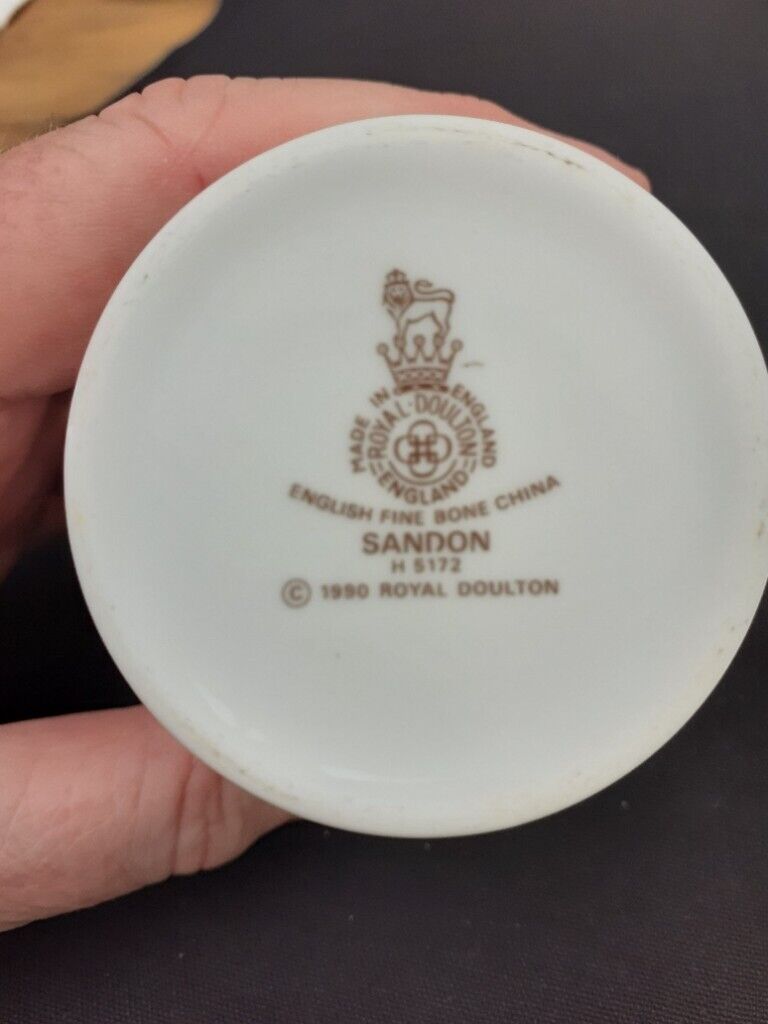 MADE IN ENGLAND
ROYAL·DOULTON
ENGLAND
ENGLISH FINE BONE CHINA
SANDON
H 5172
© 1990 ROYAL DOULTON